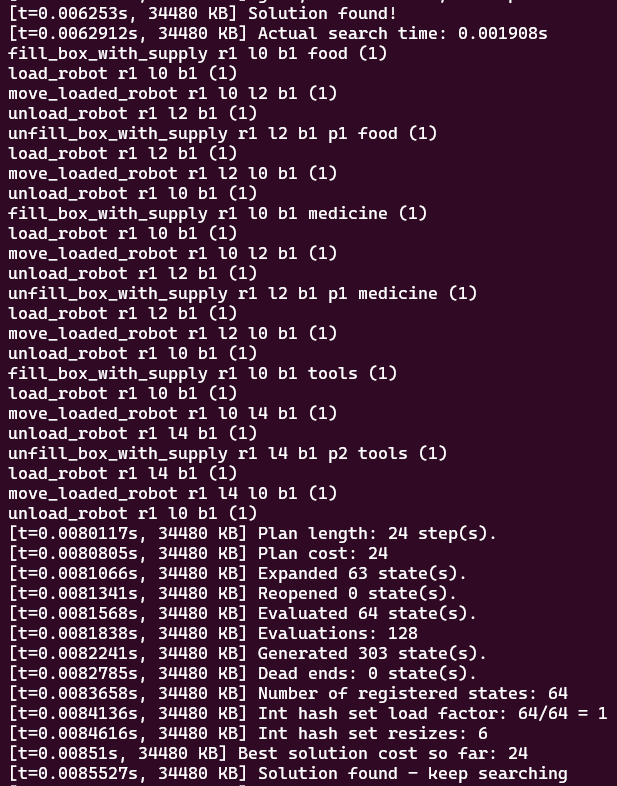 [t=0.006253s, 34480 KB] Solution found!
[t=0.0062912s, 34480 KB] Actual search time: 0.001908s
fill_box_with_supply r1 l0 b1 food (1)
load_robot r1 l0 b1 (1)
move_loaded_robot r1 l0 l2 b1 (1)
unload_robot r1 l2 b1 (1)
unfill_box_with_supply r1 l2 b1 p1 food (1)
load_robot r1 l2 b1 (1)
move_loaded_robot r1 l2 l0 b1 (1)
unload_robot r1 l0 b1 (1)
fill_box_with_supply r1 l0 b1 medicine (1)
load_robot r1 l0 b1 (1)
move_loaded_robot r1 l0 l2 b1 (1)
unload_robot r1 l2 b1 (1)
unfill_box_with_supply r1 l2 b1 p1 medicine (1)
load_robot r1 l2 b1 (1)
move_loaded_robot r1 l2 l0 b1 (1)
unload_robot r1 l0 b1 (1)
fill_box_with_supply r1 l0 b1 tools (1)
load_robot r1 l0 b1 (1)
move_loaded_robot r1 l0 l4 b1 (1)
unload_robot r1 l4 b1 (1)
unfill_box_with_supply r1 l4 b1 p2 tools (1)
load_robot r1 l4 b1 (1)
move_loaded_robot r1 l4 l0 b1 (1)
unload_robot r1 l0 b1 (1)
[t=0.0080117s, 34480 KB] Plan length: 24 step(s).
[t=0.0080805s, 34480 KB] Plan cost: 24
[t=0.0081066s, 34480 KB] Expanded 63 state(s).
[t=0.0081341s, 34480 KB] Reopened 0 state(s).
[t=0.0081568s, 34480 KB] Evaluated 64 state(s).
[t=0.0081838s, 34480 KB] Evaluations: 128
[t=0.0082241s, 34480 KB] Generated 303 state(s).
[t=0.0082785s, 34480 KB] Dead ends: 0 state(s).
[t=0.0083658s, 34480 KB] Number of registered states: 64
[t=0.0084136s, 34480 KB] Int hash set load factor: 64/64 = 1
[t=0.0084616s, 34480 KB] Int hash set resizes: 6
[t=0.00851s, 34480 KB] Best solution cost so far: 24
[t=0.0085527s, 34480 KB] Solution found - keep searching